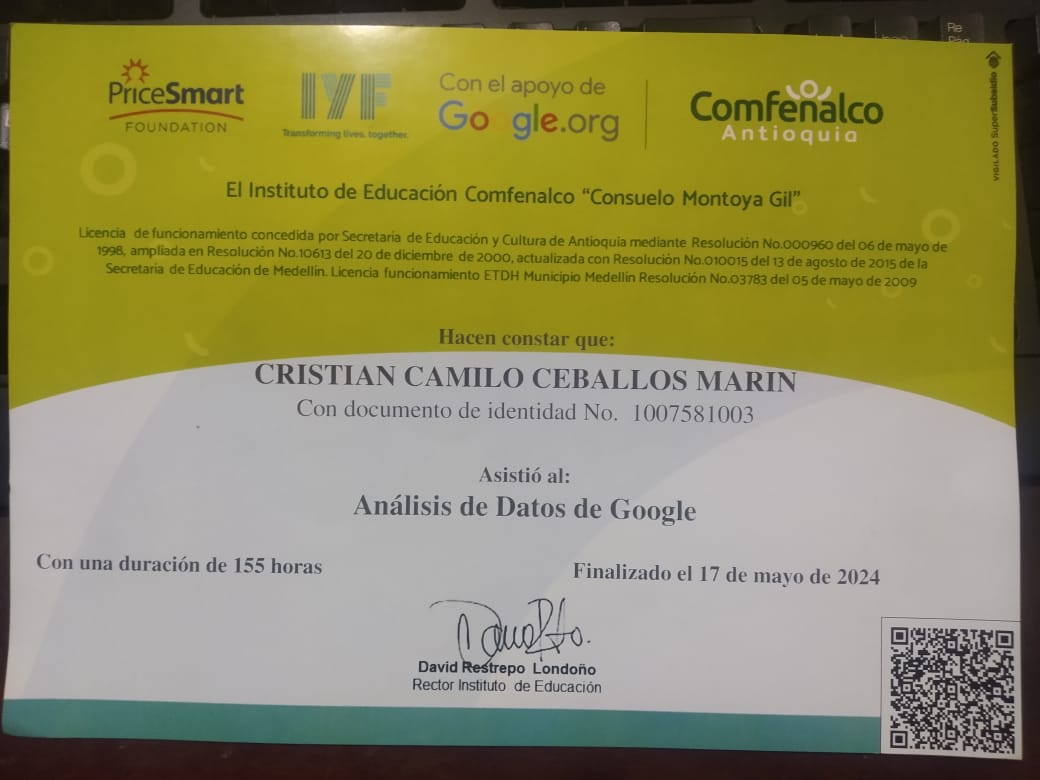 PriceSmart
FOUNDATION
IYF
Transforming lives, together.
Con el apoyo de
Google.org
Comfenalco
Antioquia
VIGILADO SuperSubsidio
El Instituto de Educación Comfenalco “Consuelo Montoya Gil”
Licencia de funcionamiento concedida por Secretaria de Educación y Cultura de Antioquia mediante Resolución No.000960 del 06 de mayo de
1998, ampliada en Resolución No.10613 del 20 de diciembre de 2000, actualizada con Resolución No.010015 del 13 de agosto de 2015 de la
Secretaria de Educación de Medellín. Licencia funcionamiento ETDH Municipio Medellín Resolución No.03783 del 05 de mayo de 2009
Hacen constar que:
CRISTIAN CAMILO CEBALLOS MARIN
Con documento de identidad No. 1007581003
Asistió al:
Análisis de Datos de Google
Con una duración de 155 horas
Finalizado el 17 de mayo de 2024
David Restrepo Londoño
Rector Instituto de Educación